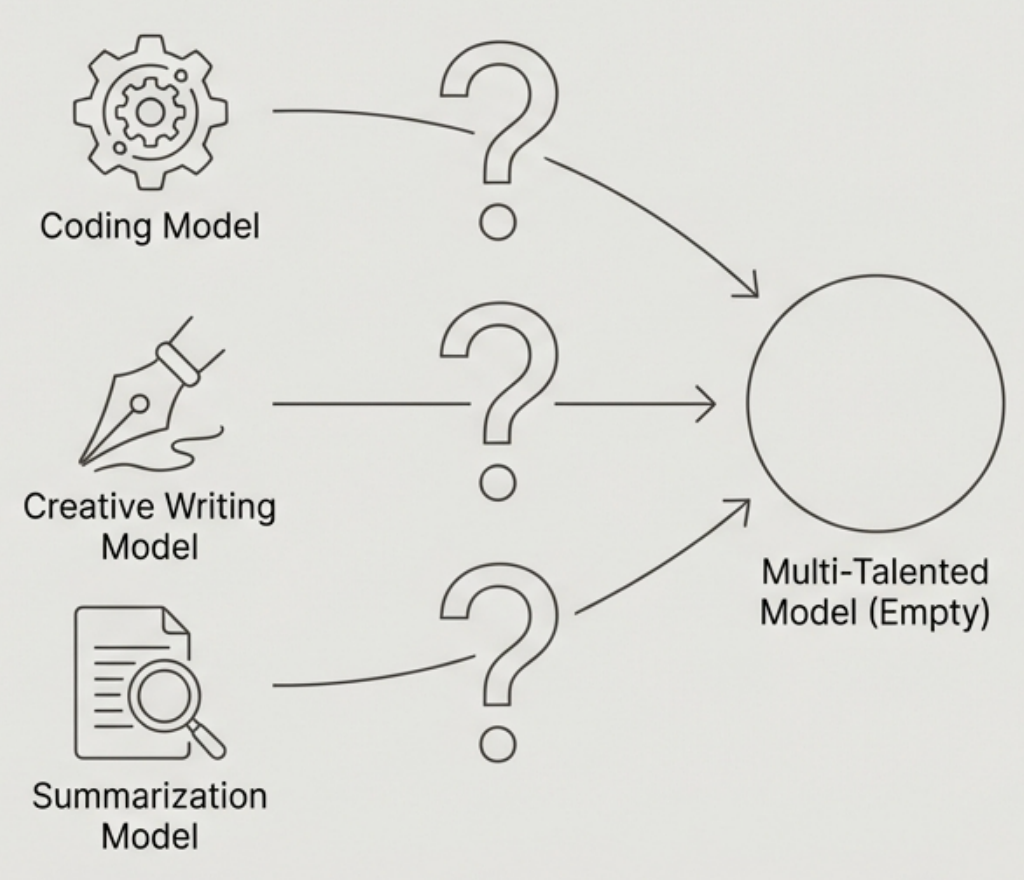 Coding Model
Creative Writing
Model
Summarization
Model
Multi-Talented
Model (Empty)